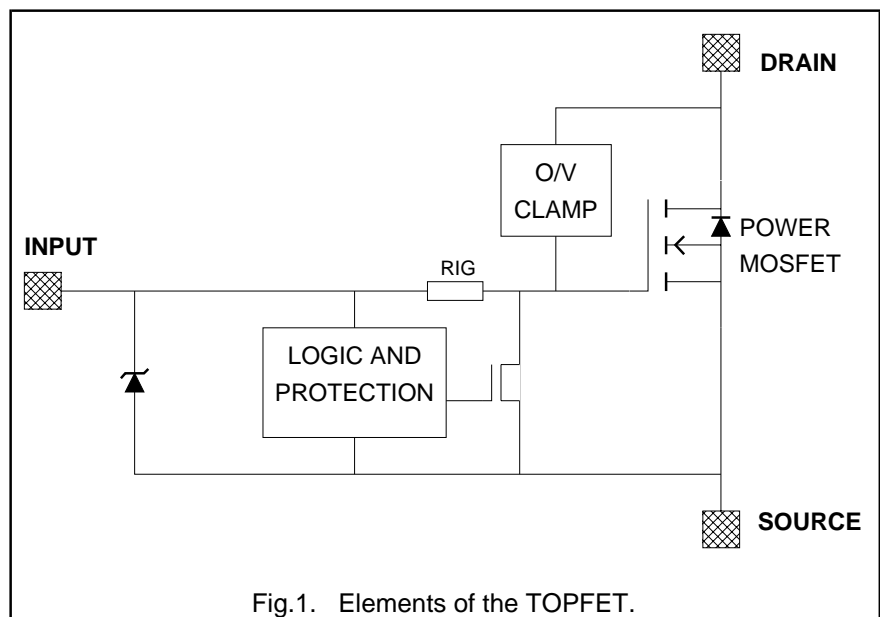 DRAIN
O/V
CLAMP
POWER
MOSFET
INPUT
RIG
LOGIC AND
PROTECTION
SOURCE
Fig.1. Elements of the TOPFET.